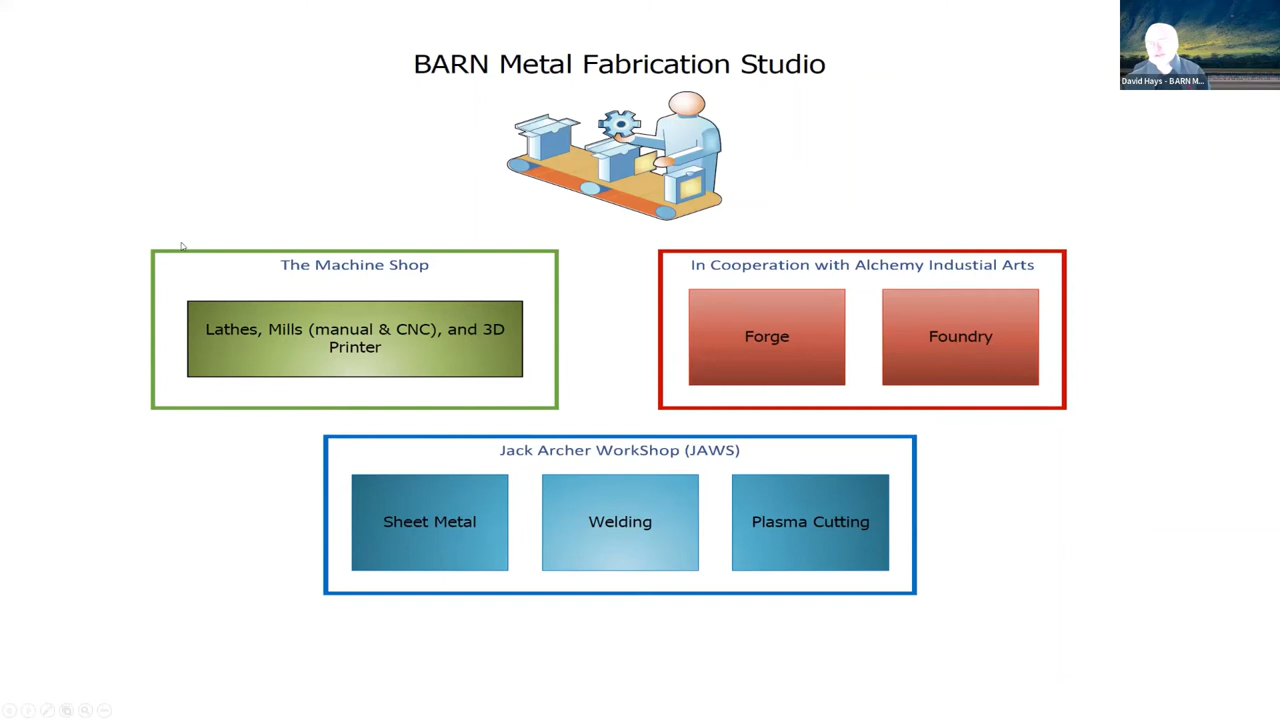 BARN Metal Fabrication Studio
David Hays - BARN M...
The Machine Shop
Lathes, Mills (manual & CNC), and 3D
Printer
In Cooperation with Alchemy Industial Arts
Forge
Foundry
Jack Archer WorkShop (JAWS)
Sheet Metal
Welding
Plasma Cutting